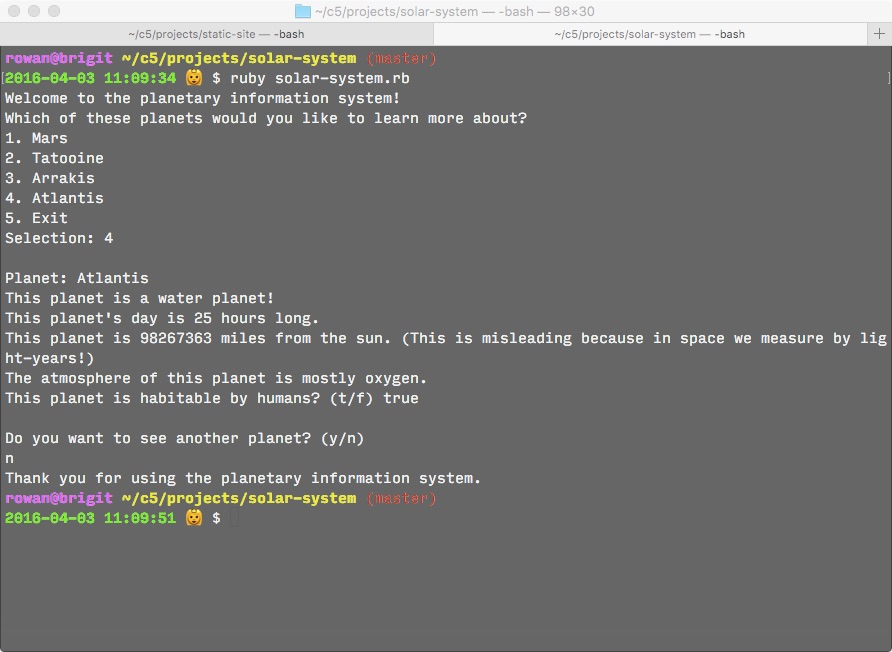 ~/c5/projects/solar-system — -bash — 98×30
~/c5/projects/static-site — -bash
~/c5/projects/solar-system — -bash
+
rowan@brigit ~/c5/projects/solar-system (master)
[2016-04-03 11:09:34 👸 $ ruby solar-system.rb ]
Welcome to the planetary information system!
Which of these planets would you like to learn more about?
1. Mars
2. Tatooine
3. Arrakis
4. Atlantis
5. Exit
Selection: 4
Planet: Atlantis
This planet is a water planet!
This planet's day is 25 hours long.
This planet is 98267363 miles from the sun. (This is misleading because in space we measure by lig
ht-years!)
The atmosphere of this planet is mostly oxygen.
This planet is habitable by humans? (t/f) true
Do you want to see another planet? (y/n)
n
Thank you for using the planetary information system.
rowan@brigit ~/c5/projects/solar-system (master)
2016-04-03 11:09:51 👸 $